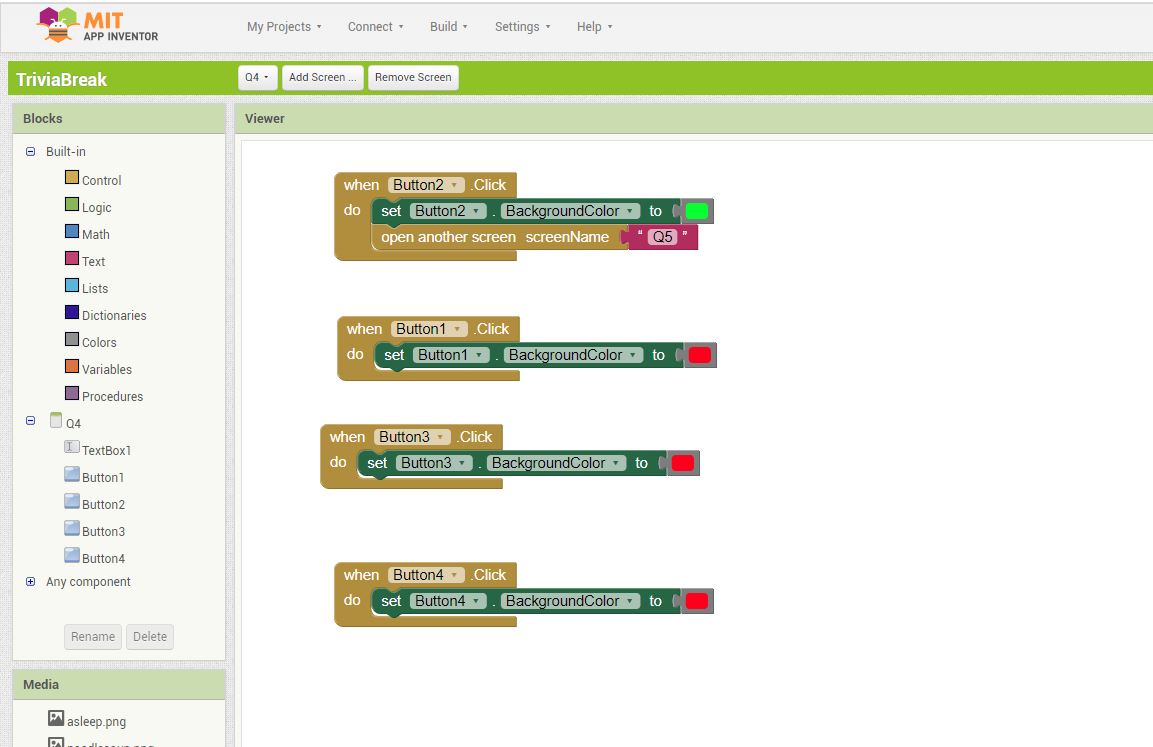 MIT
APP INVENTOR
My Projects Connect Build Settings Help
TriviaBreak
Q4 Add Screen ... Remove Screen
Blocks
Built-in
Control
Logic
Math
Text
Lists
Dictionaries
Colors
Variables
Procedures
Q4
TextBox1
Button1
Button2
Button3
Button4
Any component
Rename Delete
Media
asleep.png
Viewer
when Button2 .Click
do set Button2 . BackgroundColor to
open another screen screenName " Q5 "
when Button1 .Click
do set Button1 . BackgroundColor to
when Button3 .Click
do set Button3 . BackgroundColor to
when Button4 .Click
do set Button4 . BackgroundColor to